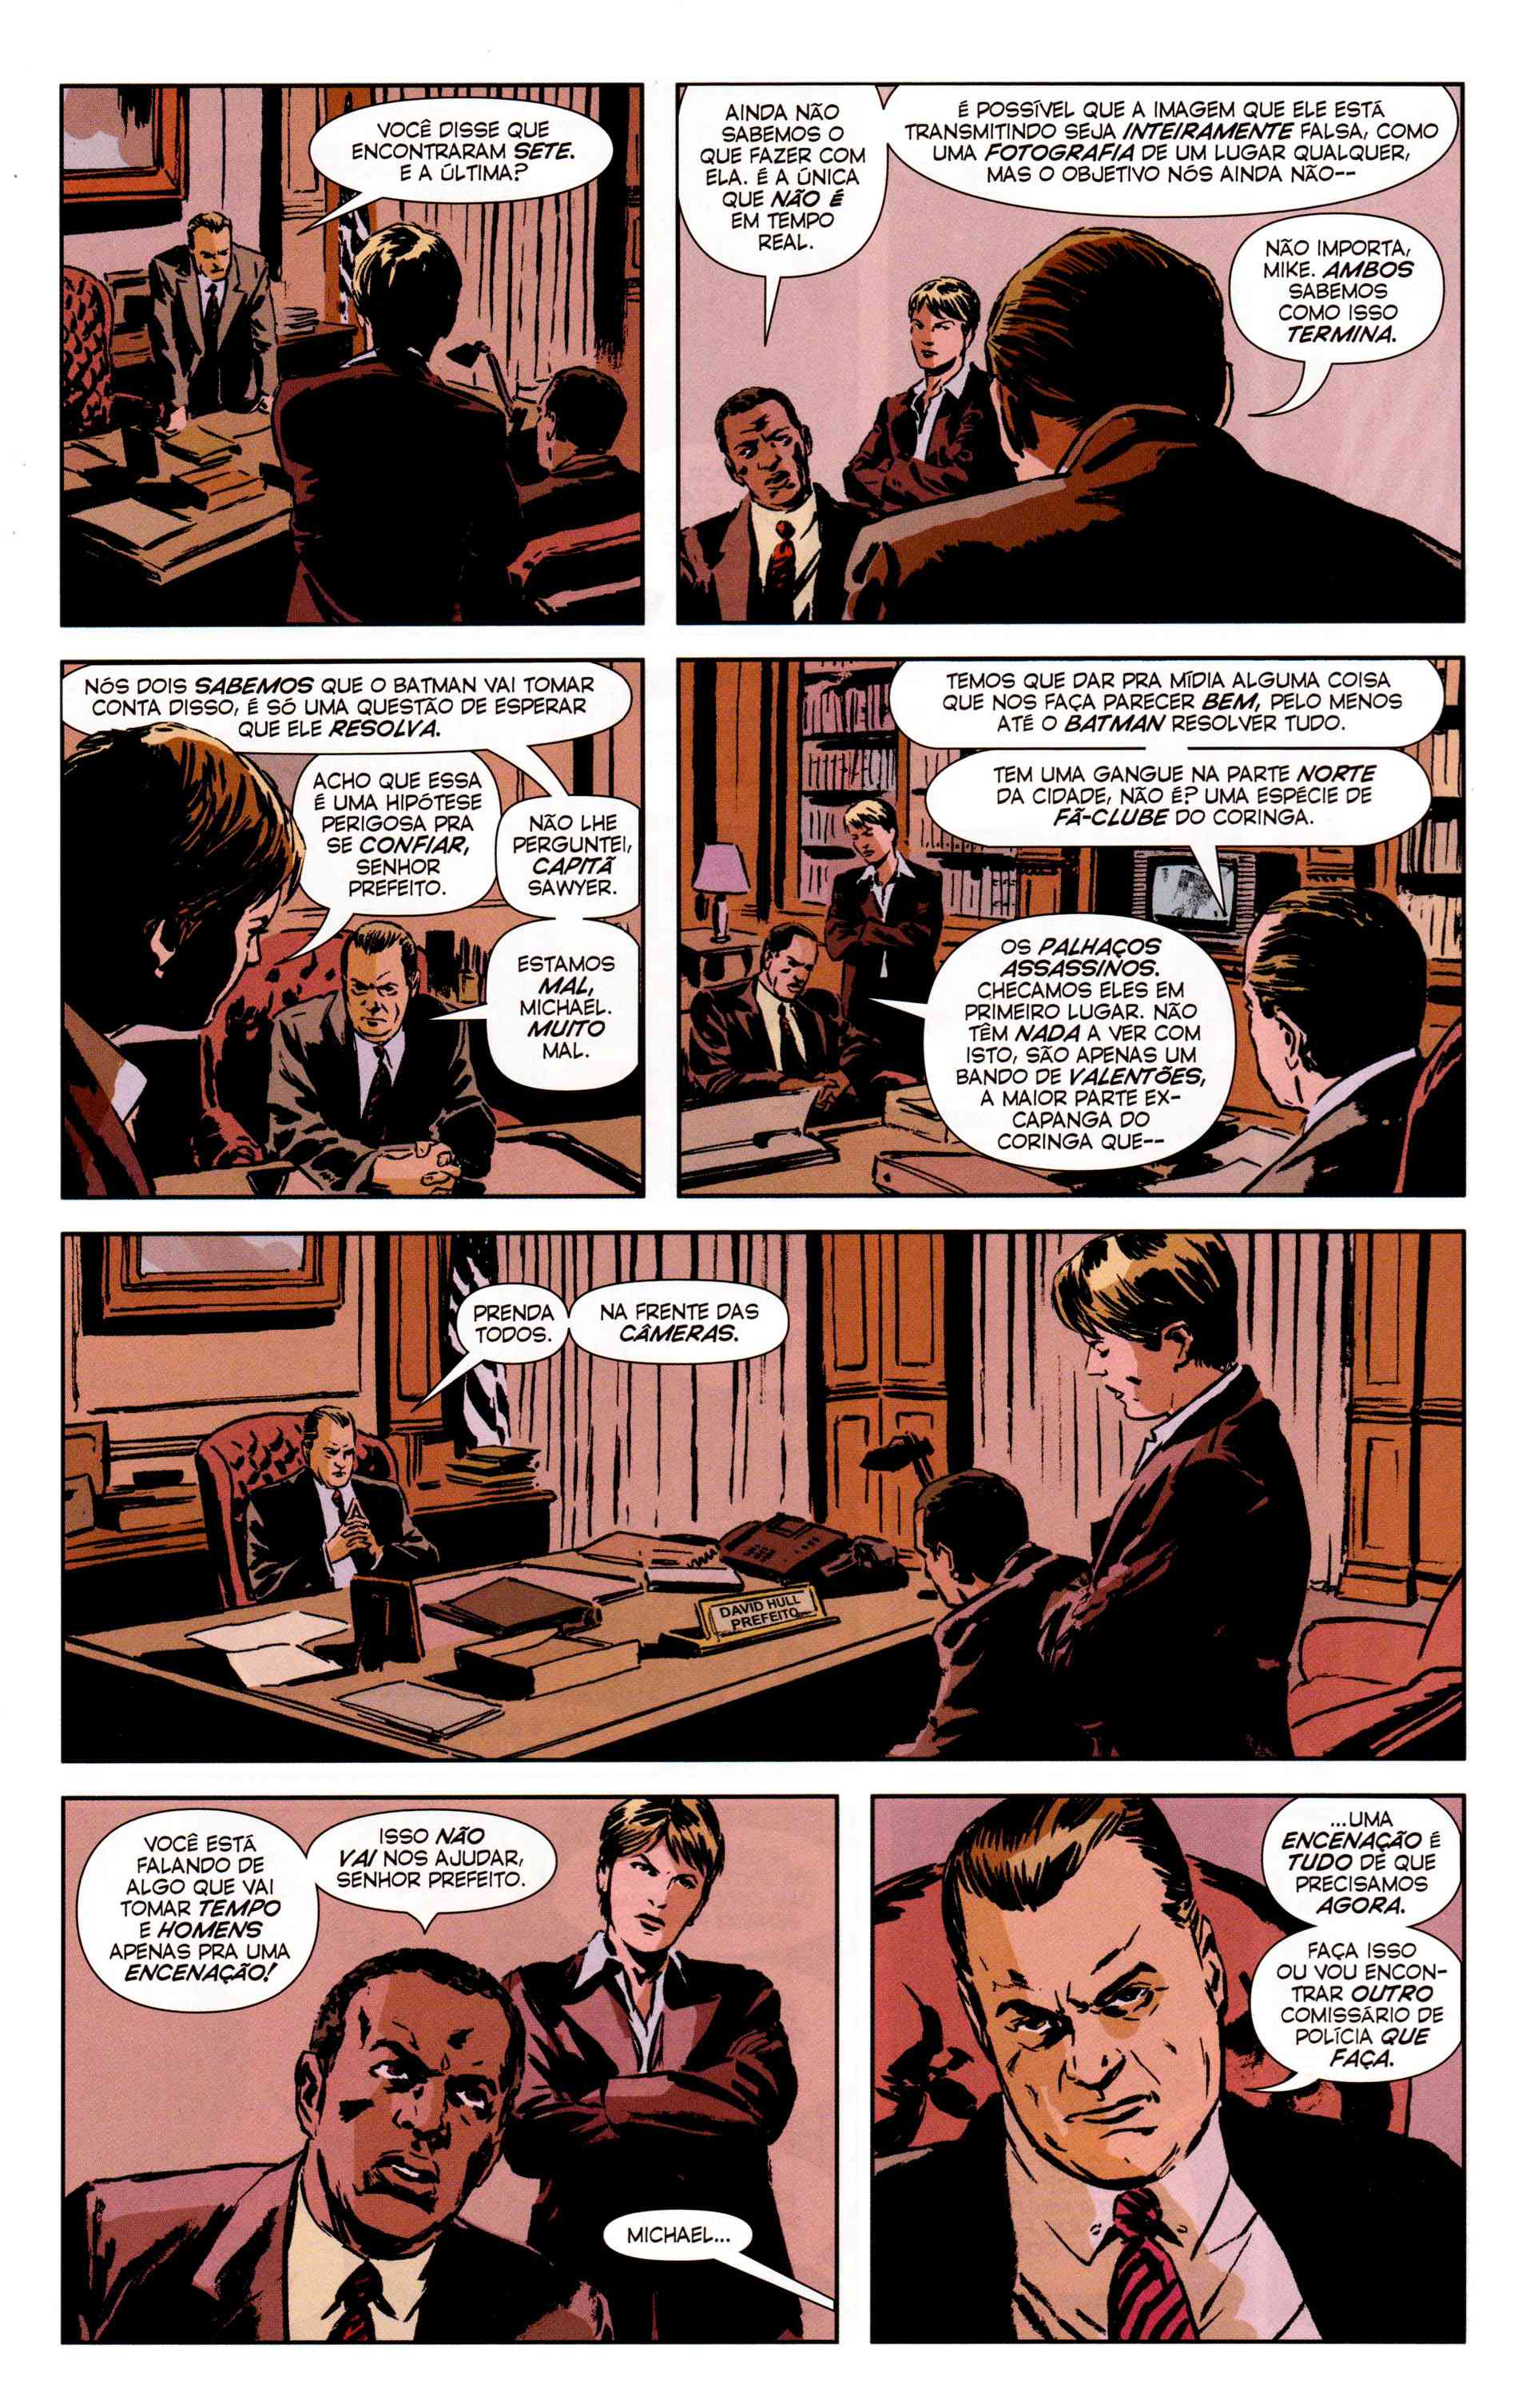 VOCÊ DISSE QUE
ENCONTRARAM SETE.
E A ÚLTIMA?
AINDA NÃO
SABEMOS O
QUE FAZER COM
ELA. É A ÚNICA
QUE NÃO É
EM TEMPO
REAL.
É POSSÍVEL QUE A IMAGEM QUE ELE ESTÁ
TRANSMITINDO SEJA INTEIRAMENTE FALSA, COMO
UMA FOTOGRAFIA DE UM LUGAR QUALQUER,
MAS O OBJETIVO NÓS AINDA NÃO--
NÃO IMPORTA,
MIKE. AMBOS
SABEMOS
COMO ISSO
TERMINA.
NÓS DOIS SABEMOS QUE O BATMAN VAI TOMAR
CONTA DISSO, É SÓ UMA QUESTÃO DE ESPERAR
QUE ELE RESOLVA.
ACHO QUE ESSA
É UMA HIPÓTESE
PERIGOSA PRA
SE CONFIAR,
SENHOR
PREFEITO.
NÃO LHE
PERGUNTEI,
CAPITÃ
SAWYER.
ESTAMOS
MAL,
MICHAEL.
MUITO
MAL.
TEMOS QUE DAR PRA MÍDIA ALGUMA COISA
QUE NOS FAÇA PARECER BEM, PELO MENOS
ATÉ O BATMAN RESOLVER TUDO.
TEM UMA GANGUE NA PARTE NORTE
DA CIDADE, NÃO É? UMA ESPÉCIE DE
FÃ-CLUBE DO CORINGA.
OS PALHAÇOS
ASSASSINOS.
CHECAMOS ELES EM
PRIMEIRO LUGAR. NÃO
TÊM NADA A VER COM
ISTO, SÃO APENAS UM
BANDO DE VALENTÕES,
A MAIOR PARTE EX-
CAPANGA DO
CORINGA QUE--
PRENDA
TODOS.
NA FRENTE DAS
CÂMERAS.
DAVID HULL
PREFEITO
VOCÊ ESTÁ
FALANDO DE
ALGO QUE VAI
TOMAR TEMPO
E HOMENS
APENAS PRA UMA
ENCENAÇÃO!
ISSO NÃO
VAI NOS AJUDAR,
SENHOR PREFEITO.
MICHAEL...
...UMA
ENCENAÇÃO É
TUDO DE QUE
PRECISAMOS
AGORA.
FAÇA ISSO
OU VOU ENCON-
TRAR OUTRO
COMISSÁRIO DE
POLÍCIA QUE
FAÇA.